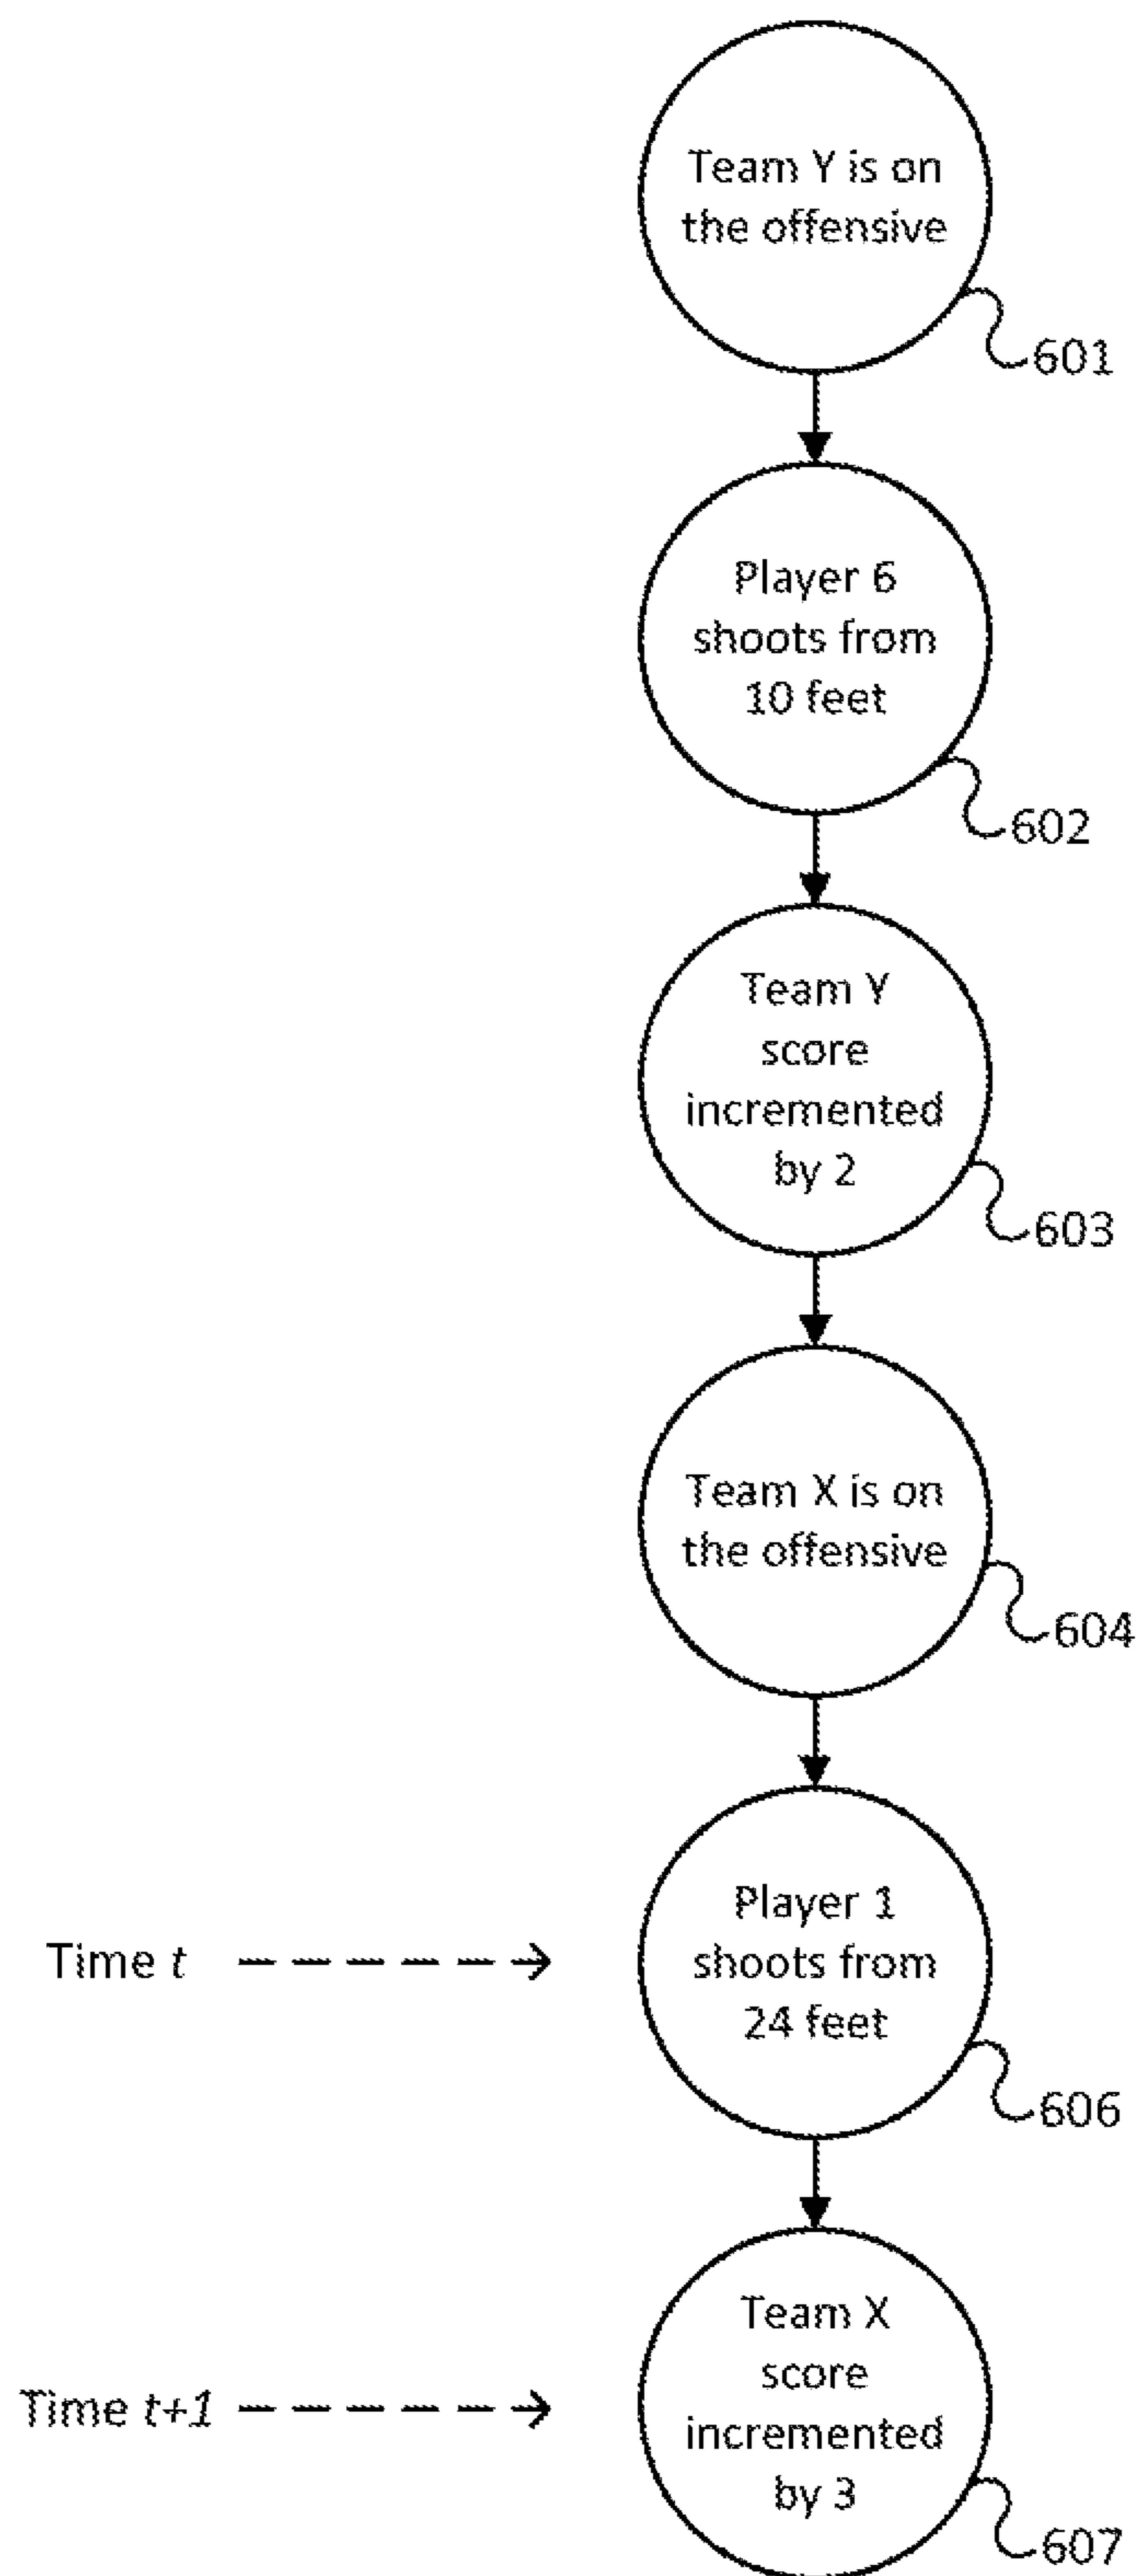 Team Y is on
the offensive
601
Player 6
shoots from
10 feet
602
Team Y
score
incremented
by 2
603
Team X is on
the offensive
604
Time t
Player 1
shoots from
24 feet
606
Time t+1
Team X
score
incremented
by 3
607